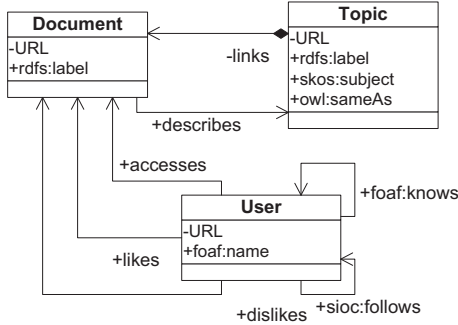 Document
-URL
+rdfs:label
Topic
-URL
+rdfs:label
+skos:subject
+owl:sameAs
-links
+describes
+accesses
User
-URL
+foaf:name
+foaf:knows
+likes
+dislikes
+sioc:follows